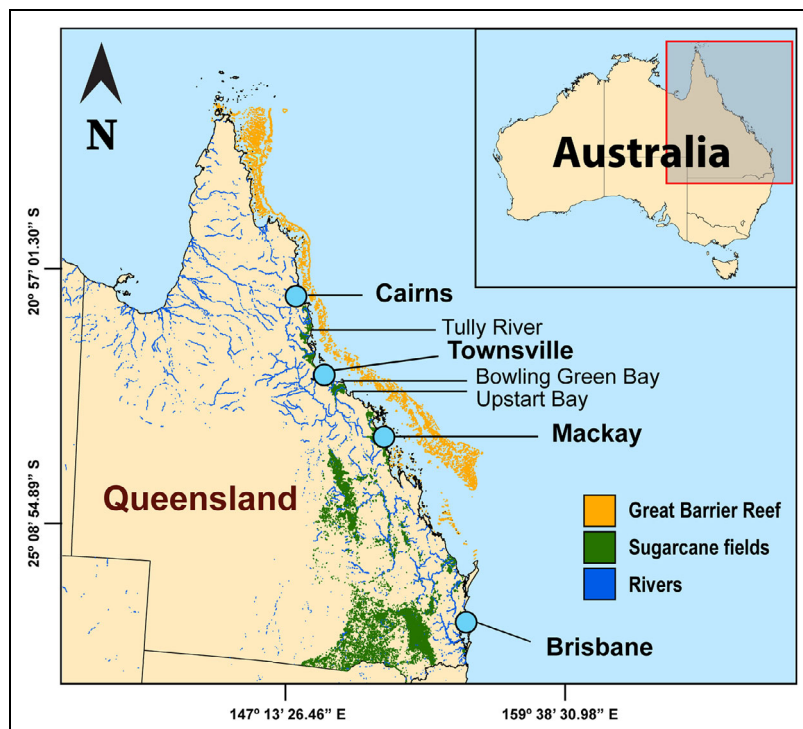 N
Australia
20° 57' 01.30'' S
Cairns
Tully River
Townsville
Bowling Green Bay
Upstart Bay
Mackay
25° 08' 54.89'' S
Queensland
Great Barrier Reef
Sugarcane fields
Rivers
Brisbane
147° 13' 26.46'' E
159° 38' 30.98'' E